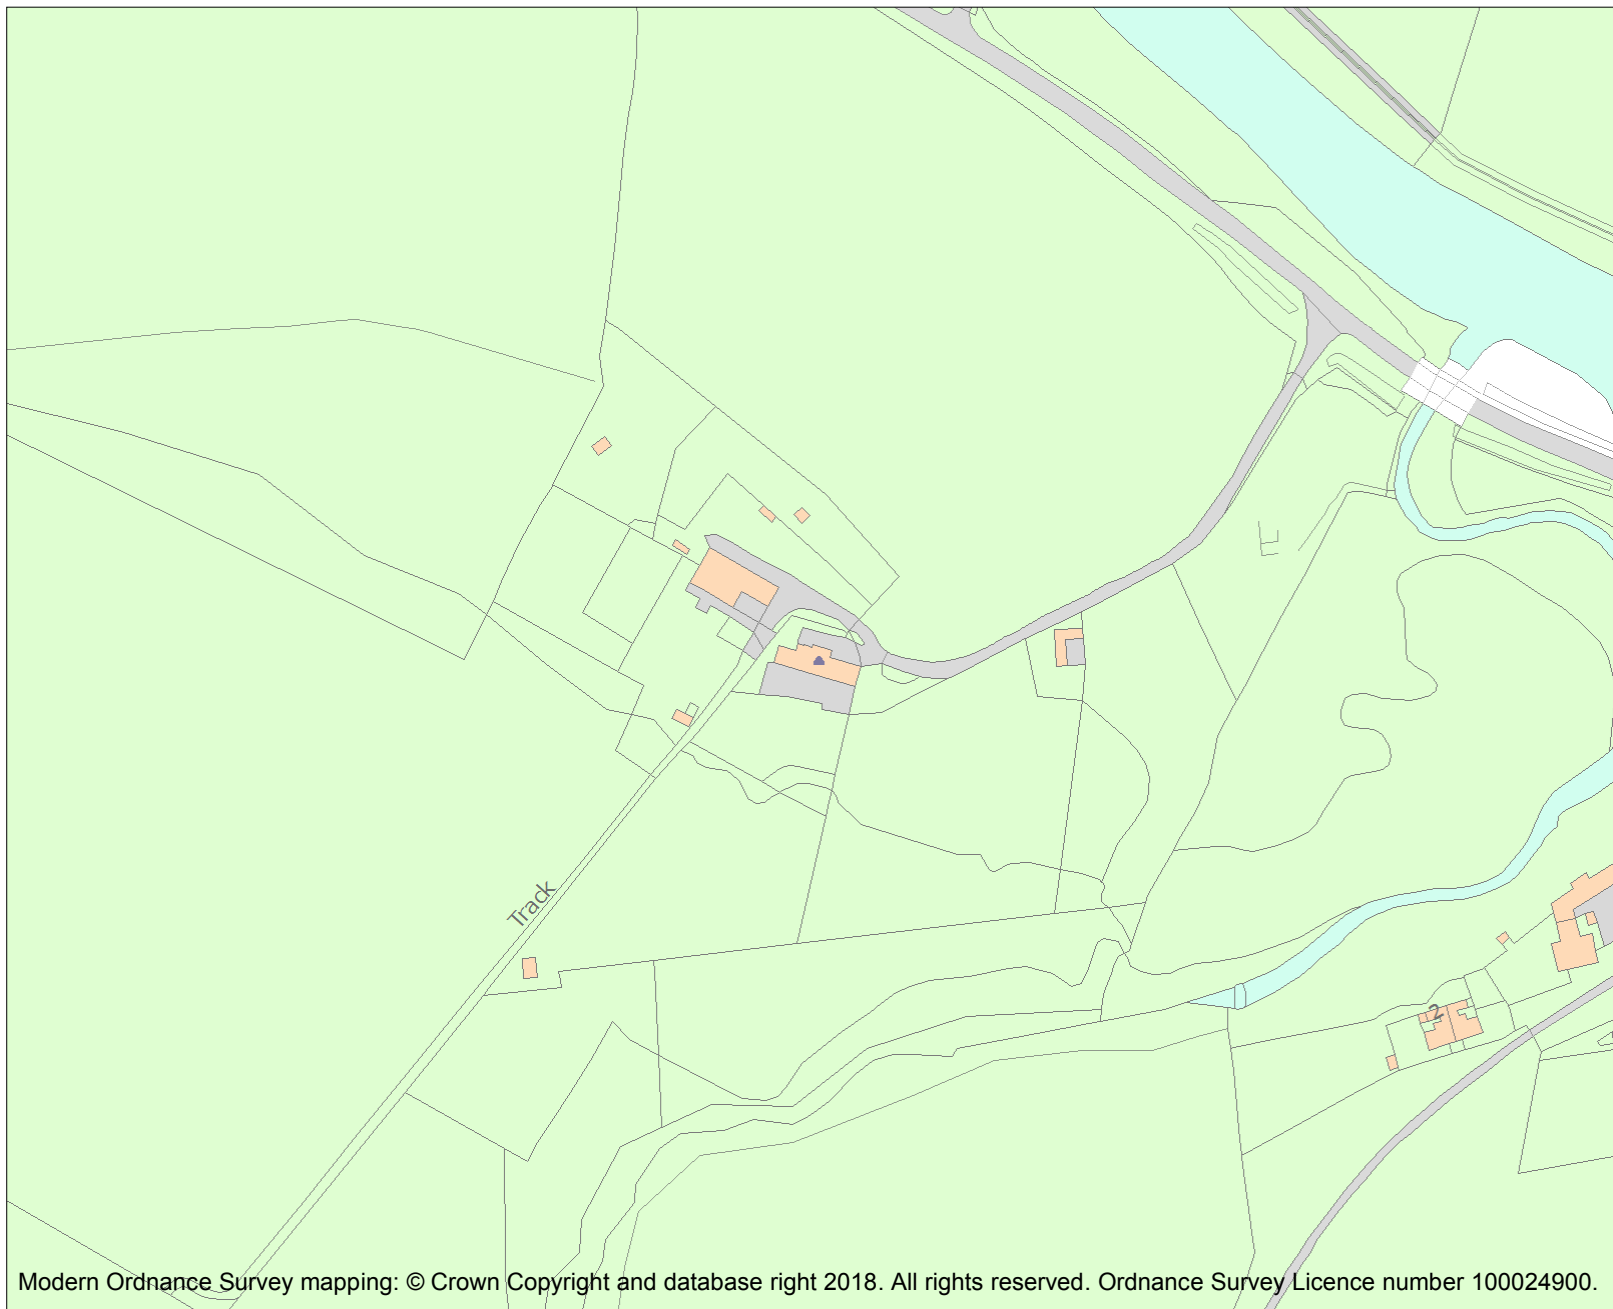 Track
2
Modern Ordnance Survey mapping: © Crown Copyright and database right 2018. All rights reserved. Ordnance Survey Licence number 100024900.